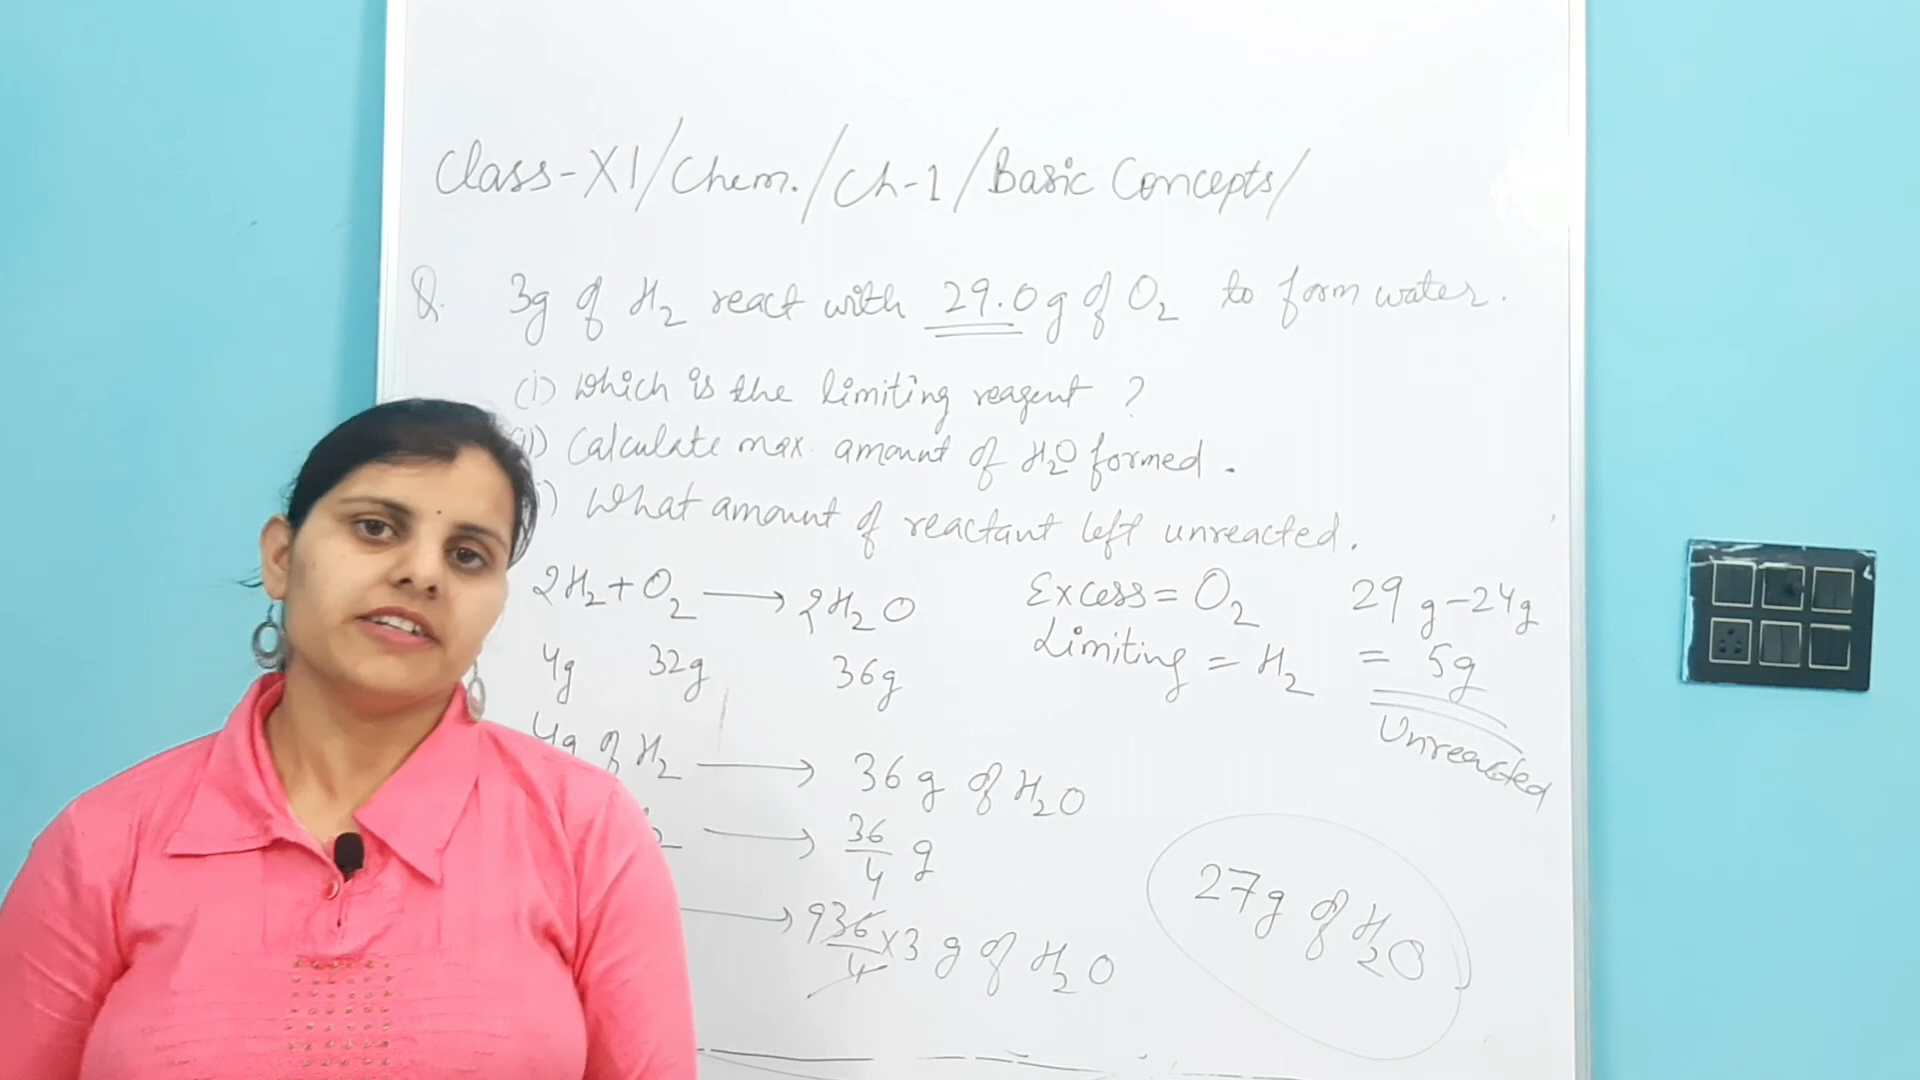 Class-XI/Chem./Ch-1/Basic Concepts/
Q. 3g of H₂ react with 29.0g of O₂ to form water.
(i) Which is the limiting reagent ?
Calculate max. amount of H₂O formed.
What amount of reactant left unreacted.
2H₂+O₂ → 2H₂O
4g 32g 36g
4g of H₂ → 36g of H₂O
→ 36/4 g
→ 9 36/4 x3 g of H₂O
Excess = O₂
Limiting = H₂
29g-24g
= 5g
Unreacted
27g of H₂O